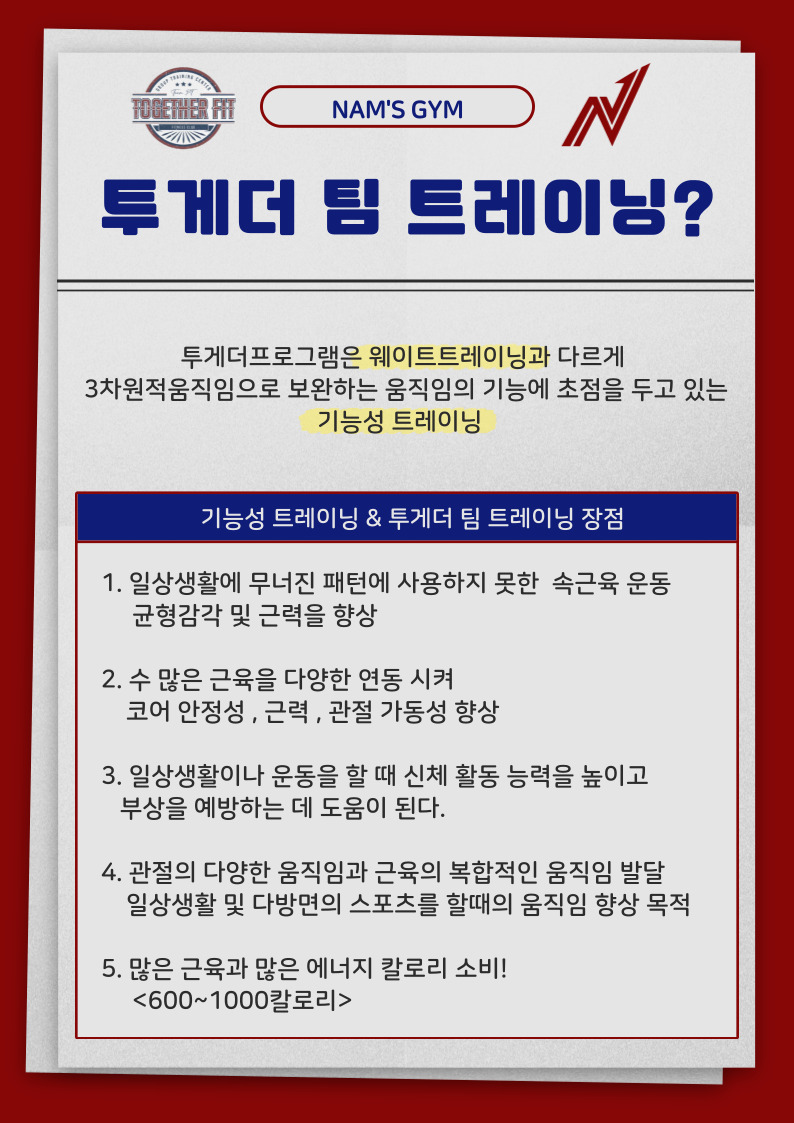 GROUP TRAINING CENTER
TOGETHER FIT
NAM'S GYM
투게더 팀 트레이닝?
투게더프로그램은 웨이트트레이닝과 다르게
3차원적움직임으로 보완하는 움직임의 기능에 초점을 두고 있는
기능성 트레이닝
기능성 트레이닝 & 투게더 팀 트레이닝 장점
1. 일상생활에 무너진 패턴에 사용하지 못한 속근육 운동
균형감각 및 근력을 향상
2. 수 많은 근육을 다양한 연동 시켜
코어 안정성 , 근력 , 관절 가동성 향상
3. 일상생활이나 운동을 할 때 신체 활동 능력을 높이고
부상을 예방하는 데 도움이 된다.
4. 관절의 다양한 움직임과 근육의 복합적인 움직임 발달
일상생활 및 다방면의 스포츠를 할때의 움직임 향상 목적
5. 많은 근육과 많은 에너지 칼로리 소비!
<600~1000칼로리>